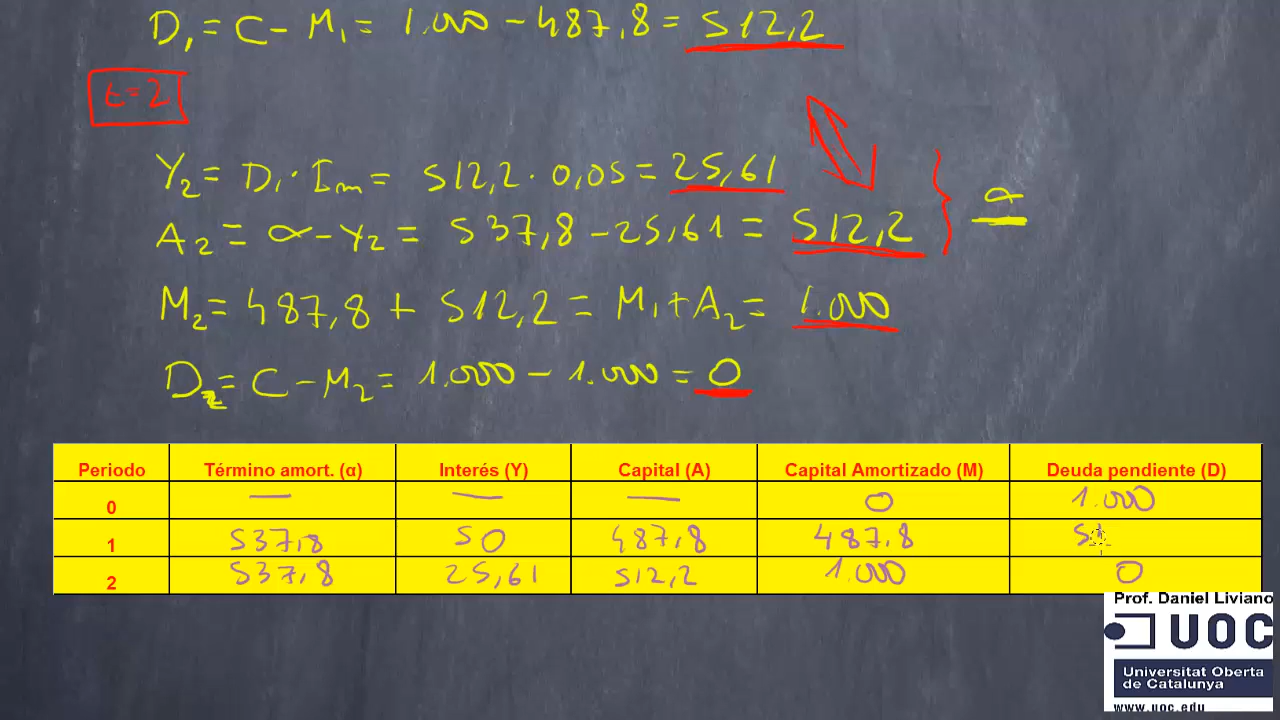 D₁ = C - M₁ = 1.000 - 487,8 = 512,2
t=2
Y₂ = D₁ · Im = 512,2 · 0,05 = 25,61
A₂ = α - Y₂ = 537,8 - 25,61 = 512,2
α
M₂ = 487,8 + 512,2 = M₁ + A₂ = 1.000
D₂ = C - M₂ = 1.000 - 1.000 = 0
Periodo Término amort. (α) Interés (Y) Capital (A) Capital Amortizado (M) Deuda pendiente (D)
0 — — — 0 1.000
1 537,8 50 487,8 487,8
2 537,8 25,61 512,2 1.000 0
Prof. Daniel Liviano
UOC
Universitat Oberta
de Catalunya
www.uoc.edu